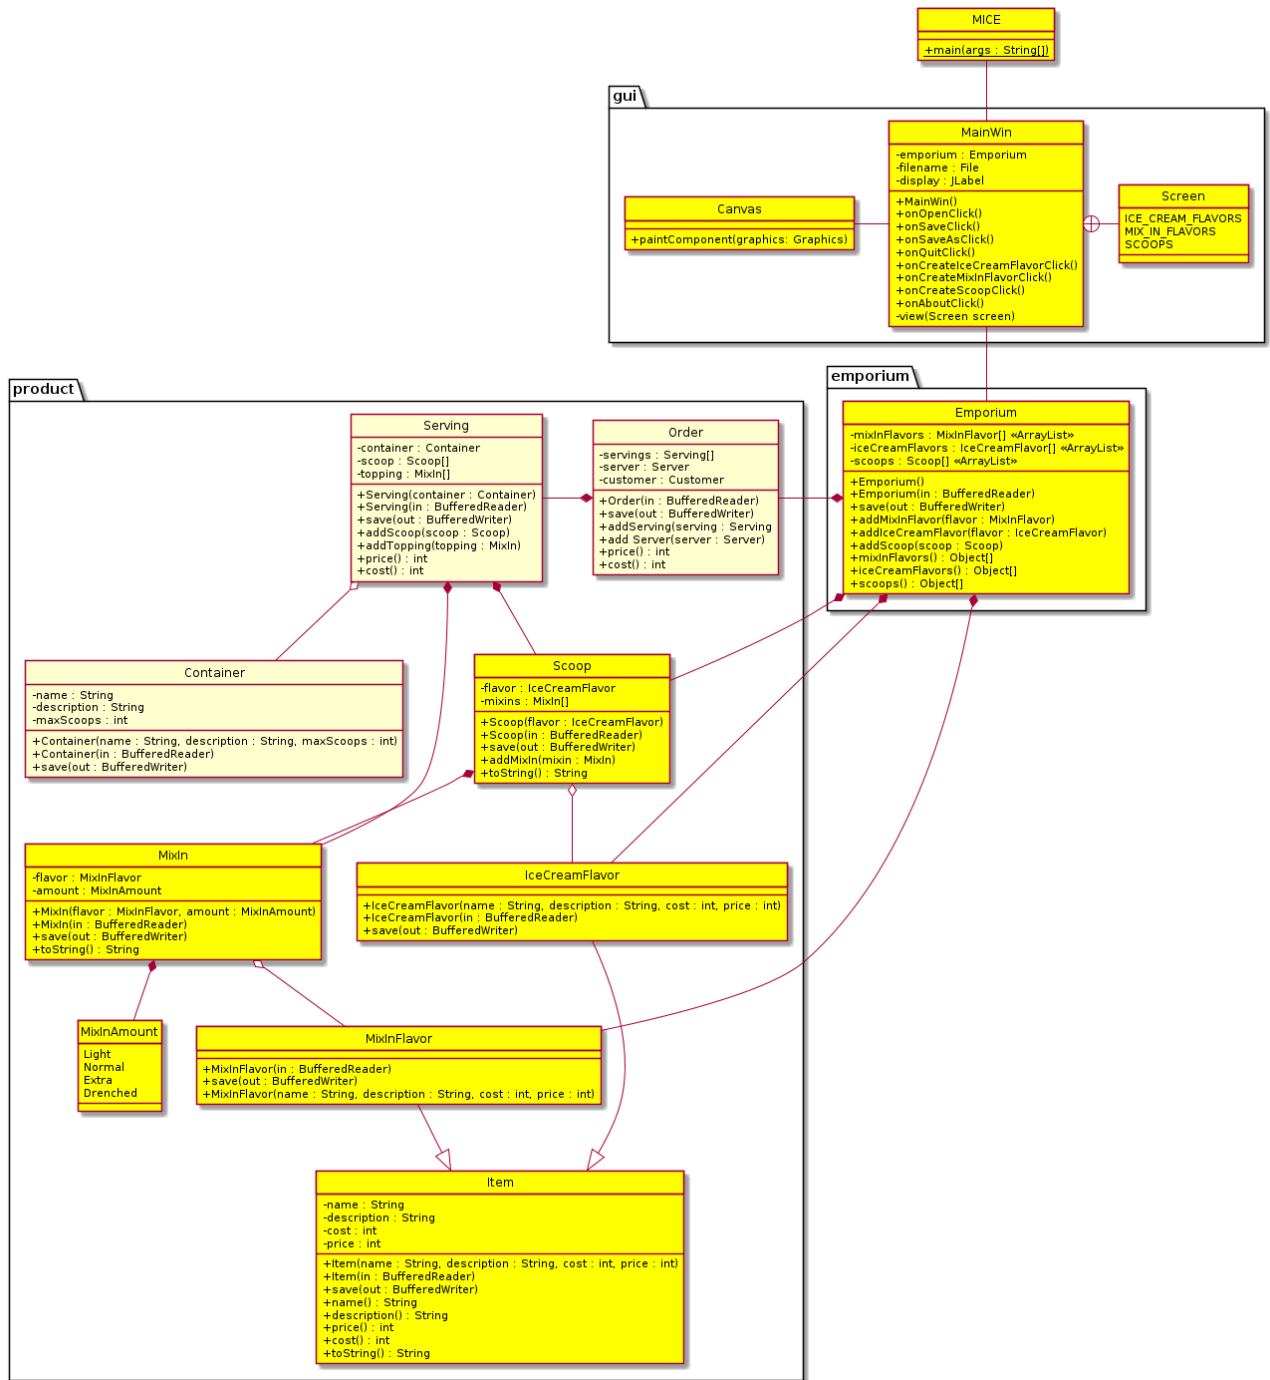 MICE
+main(args : String[])
gui
MainWin
-emporium : Emporium
-filename : File
-display : JLabel
+MainWin()
+onOpenClick()
+onSaveClick()
+onSaveAsClick()
+onQuitClick()
+onCreateIceCreamFlavorClick()
+onCreateMixInFlavorClick()
+onCreateScoopClick()
+onAboutClick()
-view(Screen screen)
Canvas
+paintComponent(graphics: Graphics)
Screen
ICE_CREAM_FLAVORS
MIX_IN_FLAVORS
SCOOPS
product
Serving
-container : Container
-scoop : Scoop[]
-topping : MixIn[]
+Serving(container : Container)
+Serving(in : BufferedReader)
+save(out : BufferedWriter)
+addScoop(scoop : Scoop)
+addTopping(topping : MixIn)
+price() : int
+cost() : int
Order
-servings : Serving[]
-server : Server
-customer : Customer
+Order(in : BufferedReader)
+save(out : BufferedWriter)
+addServing(serving : Serving
+add Server(server : Server)
+price() : int
+cost() : int
emporium
Emporium
-mixInFlavors : MixInFlavor[] «ArrayList»
-iceCreamFlavors : IceCreamFlavor[] «ArrayList»
-scoops : Scoop[] «ArrayList»
+Emporium()
+Emporium(in : BufferedReader)
+save(out : BufferedWriter)
+addMixInFlavor(flavor : MixInFlavor)
+addIceCreamFlavor(flavor : IceCreamFlavor)
+addScoop(scoop : Scoop)
+mixInFlavors() : Object[]
+iceCreamFlavors() : Object[]
+scoops() : Object[]
Container
-name : String
-description : String
-maxScoops : int
+Container(name : String, description : String, maxScoops : int)
+Container(in : BufferedReader)
+save(out : BufferedWriter)
Scoop
-flavor : IceCreamFlavor
-mixins : MixIn[]
+Scoop(flavor : IceCreamFlavor)
+Scoop(in : BufferedReader)
+save(out : BufferedWriter)
+addMixIn(mixin : MixIn)
+toString() : String
MixIn
-flavor : MixInFlavor
-amount : MixInAmount
+MixIn(flavor : MixInFlavor, amount : MixInAmount)
+MixIn(in : BufferedReader)
+save(out : BufferedWriter)
+toString() : String
IceCreamFlavor
+IceCreamFlavor(name : String, description : String, cost : int, price : int)
+IceCreamFlavor(in : BufferedReader)
+save(out : BufferedWriter)
MixInAmount
Light
Normal
Extra
Drenched
MixInFlavor
+MixInFlavor(in : BufferedReader)
+save(out : BufferedWriter)
+MixInFlavor(name : String, description : String, cost : int, price : int)
Item
-name : String
-description : String
-cost : int
-price : int
+Item(name : String, description : String, cost : int, price : int)
+Item(in : BufferedReader)
+save(out : BufferedWriter)
+name() : String
+description() : String
+price() : int
+cost() : int
+toString() : String